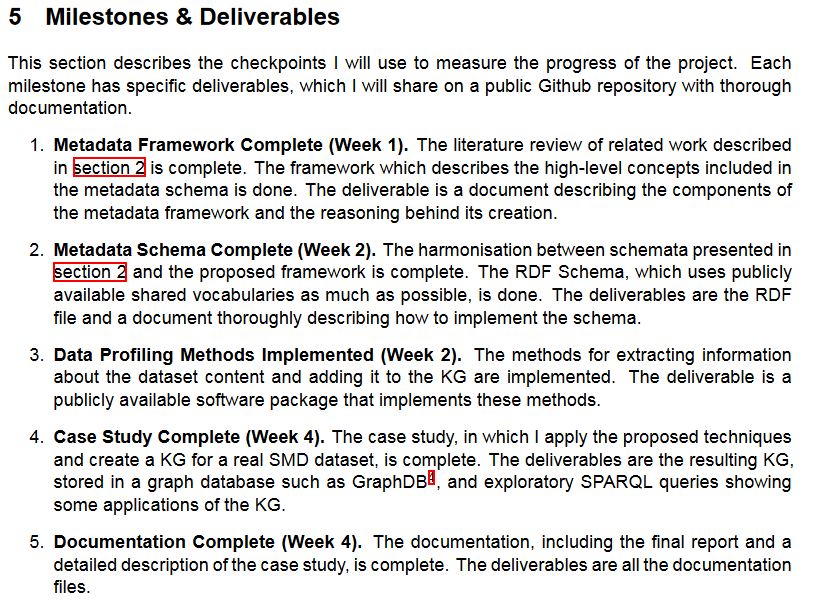 5 Milestones & Deliverables
This section describes the checkpoints I will use to measure the progress of the project. Each
milestone has specific deliverables, which I will share on a public Github repository with thorough
documentation.
1. Metadata Framework Complete (Week 1). The literature review of related work described
in section 2 is complete. The framework which describes the high-level concepts included in
the metadata schema is done. The deliverable is a document describing the components of
the metadata framework and the reasoning behind its creation.
2. Metadata Schema Complete (Week 2). The harmonisation between schemata presented in
section 2 and the proposed framework is complete. The RDF Schema, which uses publicly
available shared vocabularies as much as possible, is done. The deliverables are the RDF
file and a document thoroughly describing how to implement the schema.
3. Data Profiling Methods Implemented (Week 2). The methods for extracting information
about the dataset content and adding it to the KG are implemented. The deliverable is a
publicly available software package that implements these methods.
4. Case Study Complete (Week 4). The case study, in which I apply the proposed techniques
and create a KG for a real SMD dataset, is complete. The deliverables are the resulting KG,
stored in a graph database such as GraphDB, and exploratory SPARQL queries showing
some applications of the KG.
5. Documentation Complete (Week 4). The documentation, including the final report and a
detailed description of the case study, is complete. The deliverables are all the documentation
files.